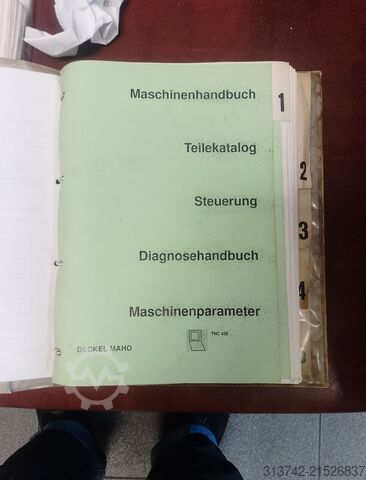 Maschinenhandbuch
1
Teilekatalog
2
Steuerung
3
Diagnosehandbuch
4
Maschinenparameter
TNC 426
DECKEL MAHO
313742-21526837